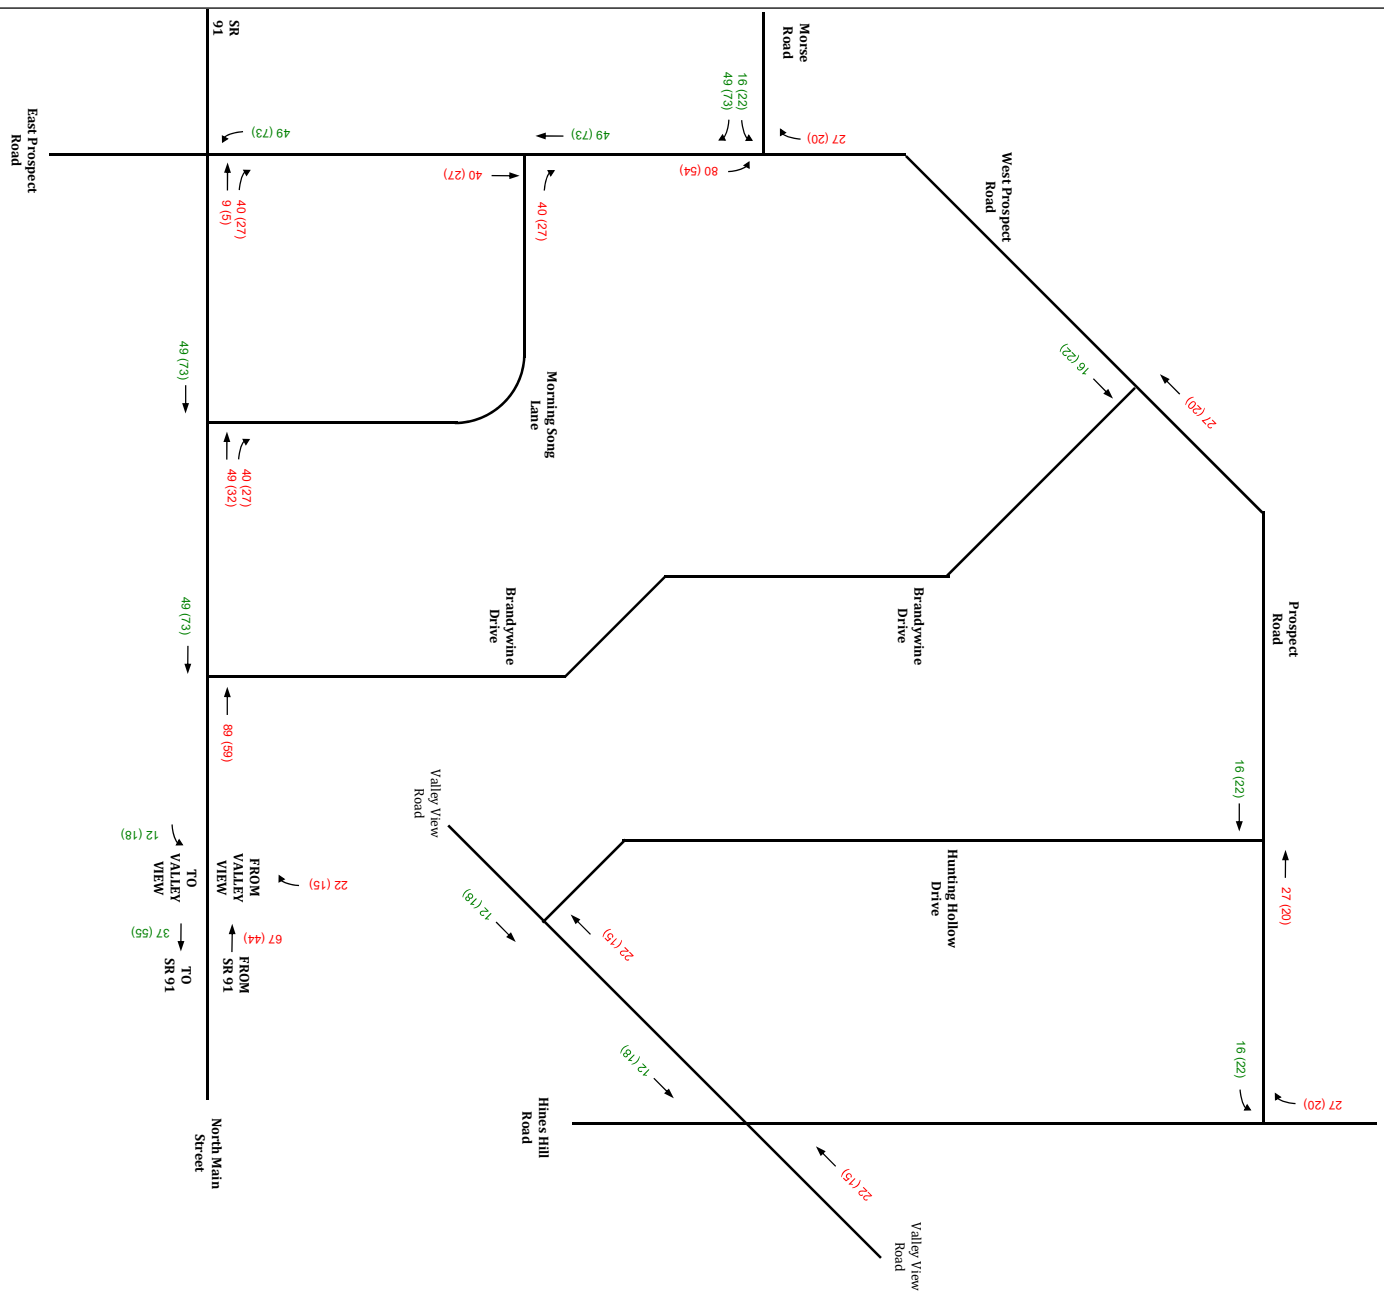 SR
91
Morse
Road
16 (22)
49 (73)
27 (20)
49 (73)
49 (73)
80 (54)
East Prospect
Road
40 (27)
9 (5)
40 (27)
40 (27)
West Prospect
Road
49 (73)
16 (22)
27 (20)
Morning Song
Lane
40 (27)
49 (32)
49 (73)
Brandywine
Drive
Brandywine
Drive
Prospect
Road
89 (59)
16 (22)
Valley View
Road
12 (18)
TO
VALLEY
VIEW
FROM
VALLEY
VIEW
22 (15)
12 (18)
Hunting Hollow
Drive
27 (20)
37 (55)
67 (44)
22 (15)
TO
SR 91
FROM
SR 91
12 (18)
16 (22)
27 (20)
Hines Hill
Road
North Main
Street
22 (15)
Valley View
Road